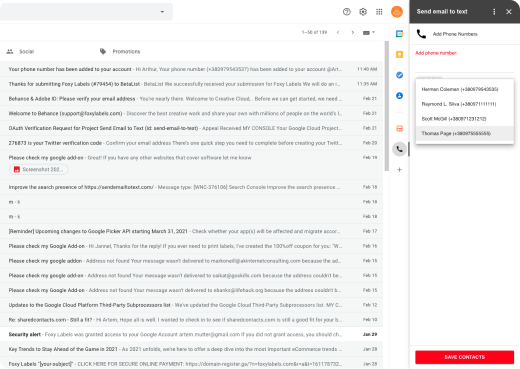 Send email to text
1–50 of 139
Add Phone Numbers
Social
Promotions
Add phone number
Your phone number has been added to your account - Hi Arthur, Your phone number (+380979543537) has been added to your account @Art... 11:40 AM
Thanks for submitting Foxy Labels (#79454) to BetaList - BetaList We successfully received your submission for Foxy Labels We will do an i... 11:35 AM
Behance & Adobe ID: Please verify your email address - You're nearly there. Welcome to Creative Cloud, . Before we can get started, we need ... Feb 21
Welcome to Behance (support@foxylabels.com) - Discover the best creative work and share your own with millions of people on the world's l... Feb 21
OAuth Verification Request for Project Send Email to Text (id: send-email-to-text) - Appeal Received MY CONSOLE Your Google Cloud Project... Feb 21
276873 is your Twitter verification code - Confirm your email address There's one quick step you need to complete before creating your Twitt... Feb 20
Please check my google add-on - Great! If you have any other websites that cover software let me know Feb 19
Screenshot 202...
Improve the search presence of https://sendemailtotext.com/ - Message type: [WNC-376108] Search Console Improve the search presence ... Feb 18
m - k Feb 18
m - k Feb 18
[Reminder] Upcoming changes to Google Picker API starting March 31, 2021 - Check whether your app(s) will be affected and migrate accor... Feb 17
Please check my Google Add-on - Hi Jannel, Thanks for the reply! If you ever need to print labels, I've created the 100%off coupon for you: "W... Feb 16
Please check my google addon - Address not found Your message wasn't delivered to markoneill@akinternetconsulting.com because the ad... Feb 16
Please check my Google Add-on - Address not found Your message wasn't delivered to saikat@goskills.com because the address couldn't be... Feb 15
Please check my Google Add-on - Address not found Your message wasn't delivered to ebanks@lifehack.org because the address couldn't b... Feb 15
Updates to the Google Cloud Platform Third-Party Subprocessors list - We've updated the Google Cloud Third-Party Subprocessors list. MY C... Feb 12
Re: sharedcontacts.com - Still a fit? - Hi Artem, Hope all is well. I wanted to check in to see if sharedcontacts.com is still a good fit for your b... Feb 10
Security alert - Foxy Labels was granted access to your Google Account artem.mutter@gmail.com If you did not grant access, you should ch... Jan 29
Key Trends to Stay Ahead of the Game in 2021 - As 2021 unfolds, we're here to offer a deep dive into the most important eCommerce trends ... Jan 28
Foxy Labels "[your-subject]" - CLICK HERE FOR SECURE ONLINE PAYMENT: Jan 28
Herman Coleman (+380979543535)
Raymond L. Silva (+380971111111)
Scott McGill (+380971231212)
Thomas Page (+380975555555)
SAVE CONTACTS